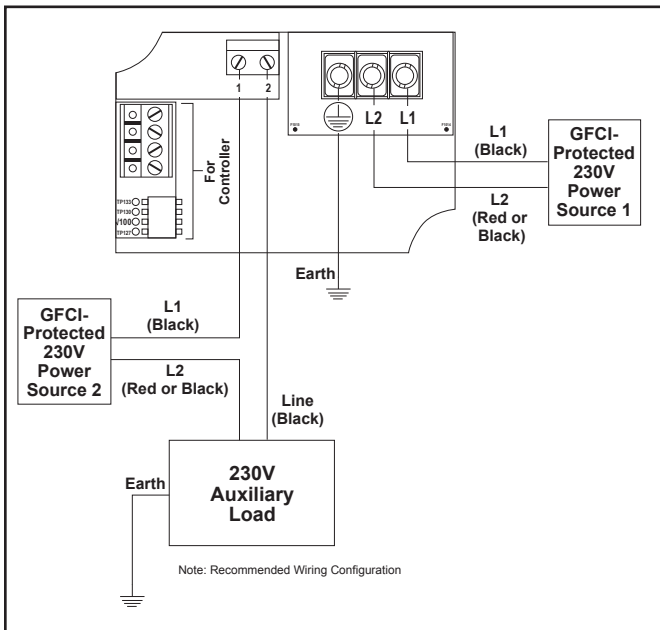 1 2
L2 L1
For
Controller
TP133
TP130
V100
TP127
L1
(Black)
GFCI-
Protected
230V
Power
Source 1
L2
(Red or
Black)
Earth
GFCI-
Protected
230V
Power
Source 2
L1
(Black)
L2
(Red or Black)
Line
(Black)
Earth
230V
Auxiliary
Load
Note: Recommended Wiring Configuration